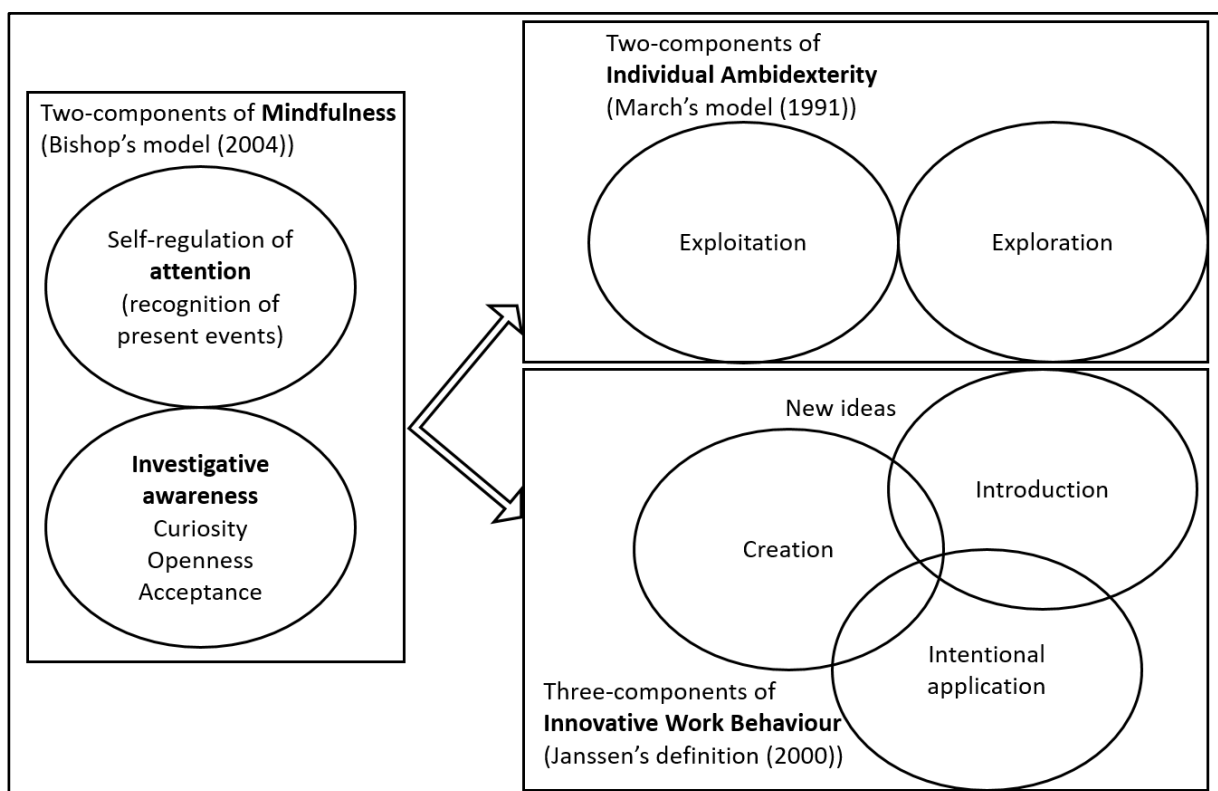 Two-components of Mindfulness
(Bishop’s model (2004))
Self-regulation of
attention
(recognition of
present events)
Investigative
awareness
Curiosity
Openness
Acceptance
Two-components of
Individual Ambidexterity
(March’s model (1991))
Exploitation
Exploration
New ideas
Introduction
Creation
Intentional
application
Three-components of
Innovative Work Behaviour
(Janssen’s definition (2000))